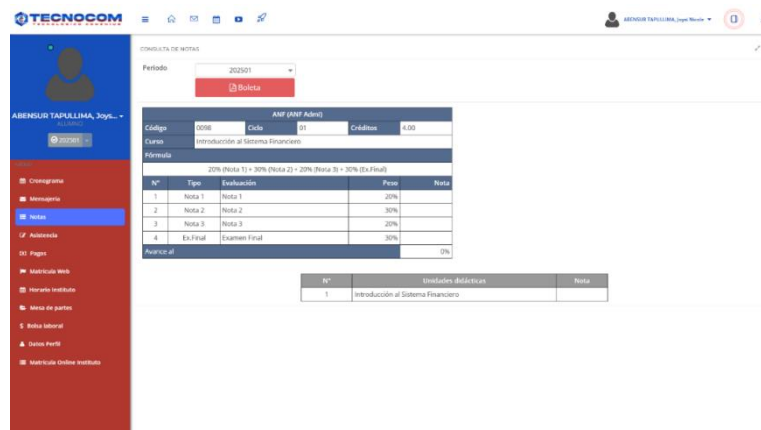 TECNOCOM
ABENSUR TAPULLIMA, Joys Nicole
CONSULTA DE NOTAS
Periodo
202501
Boleta
ABENSUR TAPULLIMA, Joys...
ALUMNO
202501
Cronograma
Mensajería
Notas
Asistencia
Pagos
Matricula Web
Horario Instituto
Mesa de partes
Bolsa laboral
Datos Perfil
Matricula Online Instituto
ANF (ANF Admi)
Código 0098 Ciclo 01 Créditos 4.00
Curso Introducción al Sistema Financiero
Fórmula
20% (Nota 1) + 30% (Nota 2) + 20% (Nota 3) + 30% (Ex.Final)
N° Tipo Evaluación Peso Nota
1 Nota 1 Nota 1 20%
2 Nota 2 Nota 2 30%
3 Nota 3 Nota 3 20%
4 Ex.Final Examen Final 30%
Avance al 0%
N° Unidades didácticas Nota
1 Introducción al Sistema Financiero